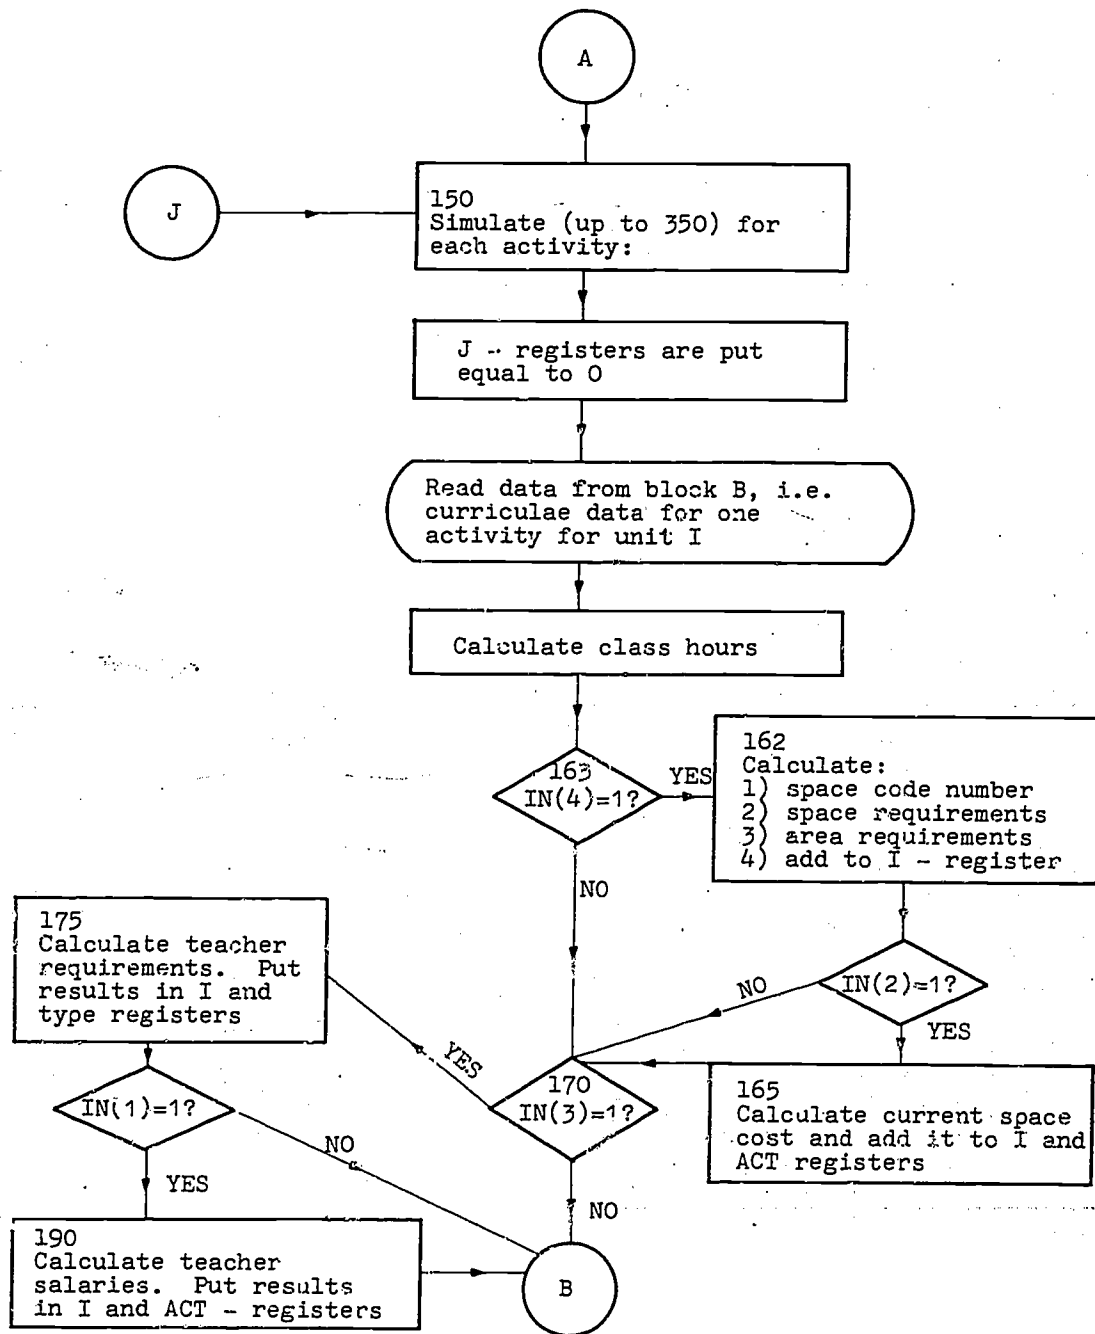 A
J
150
Simulate (up to 350) for
each activity:
J - registers are put
equal to 0
Read data from block B, i.e.
curriculae data for one
activity for unit I
Calculate class hours
163
IN(4)=1?
YES
162
Calculate:
1) space code number
2) space requirements
3) area requirements
4) add to I - register
NO
175
Calculate teacher
requirements. Put
results in I and
type registers
IN(2)=1?
NO
YES
YES
170
IN(3)=1?
165
Calculate current space
cost and add it to I and
ACT registers
IN(1)=1?
NO
YES
NO
190
Calculate teacher
salaries. Put results
in I and ACT - registers
B